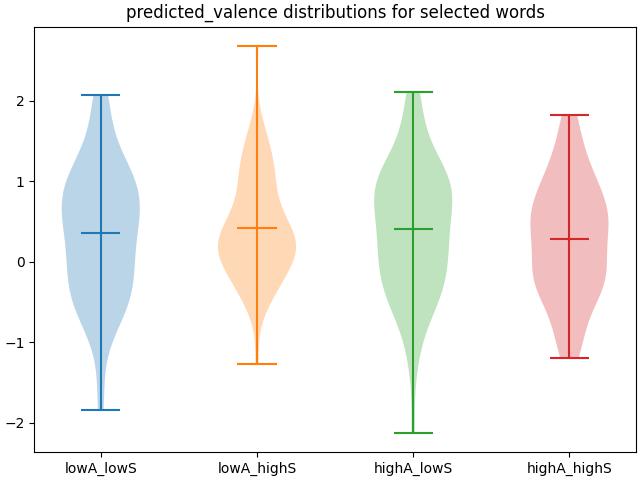 predicted_valence distributions for selected words
2
1
0
−1
−2
lowA_lowS
lowA_highS
highA_lowS
highA_highS